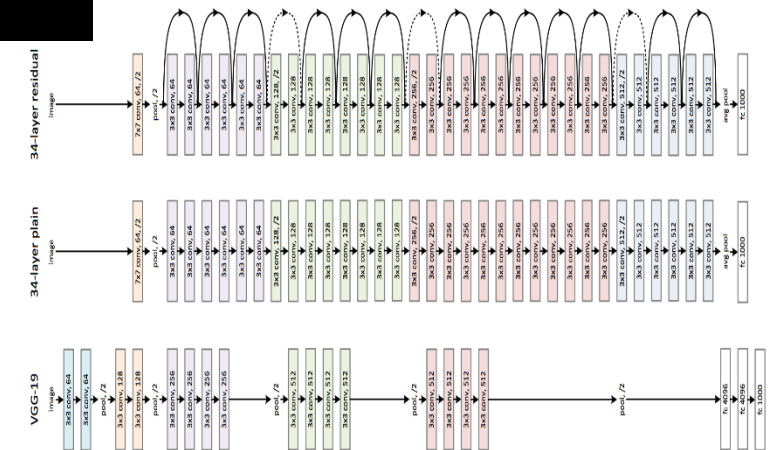 34-layer residual
image
7x7 conv, 64, /2
pool, /2
3x3 conv, 64
3x3 conv, 64
3x3 conv, 64
3x3 conv, 64
3x3 conv, 64
3x3 conv, 64
3x3 conv, 128, /2
3x3 conv, 128
3x3 conv, 128
3x3 conv, 128
3x3 conv, 128
3x3 conv, 128
3x3 conv, 128
3x3 conv, 128
3x3 conv, 256, /2
3x3 conv, 256
3x3 conv, 256
3x3 conv, 256
3x3 conv, 256
3x3 conv, 256
3x3 conv, 256
3x3 conv, 256
3x3 conv, 256
3x3 conv, 256
3x3 conv, 256
3x3 conv, 256
3x3 conv, 512, /2
3x3 conv, 512
3x3 conv, 512
3x3 conv, 512
3x3 conv, 512
3x3 conv, 512
avg pool
fc 1000
34-layer plain
image
7x7 conv, 64, /2
pool, /2
3x3 conv, 64
3x3 conv, 64
3x3 conv, 64
3x3 conv, 64
3x3 conv, 64
3x3 conv, 64
3x3 conv, 128, /2
3x3 conv, 128
3x3 conv, 128
3x3 conv, 128
3x3 conv, 128
3x3 conv, 128
3x3 conv, 128
3x3 conv, 128
3x3 conv, 256, /2
3x3 conv, 256
3x3 conv, 256
3x3 conv, 256
3x3 conv, 256
3x3 conv, 256
3x3 conv, 256
3x3 conv, 256
3x3 conv, 256
3x3 conv, 256
3x3 conv, 256
3x3 conv, 256
3x3 conv, 512, /2
3x3 conv, 512
3x3 conv, 512
3x3 conv, 512
3x3 conv, 512
3x3 conv, 512
avg pool
fc 1000
VGG-19
image
3x3 conv, 64
3x3 conv, 64
pool, /2
3x3 conv, 128
3x3 conv, 128
pool, /2
3x3 conv, 256
3x3 conv, 256
3x3 conv, 256
3x3 conv, 256
pool, /2
3x3 conv, 512
3x3 conv, 512
3x3 conv, 512
3x3 conv, 512
pool, /2
3x3 conv, 512
3x3 conv, 512
3x3 conv, 512
3x3 conv, 512
pool, /2
fc 4096
fc 4096
fc 1000